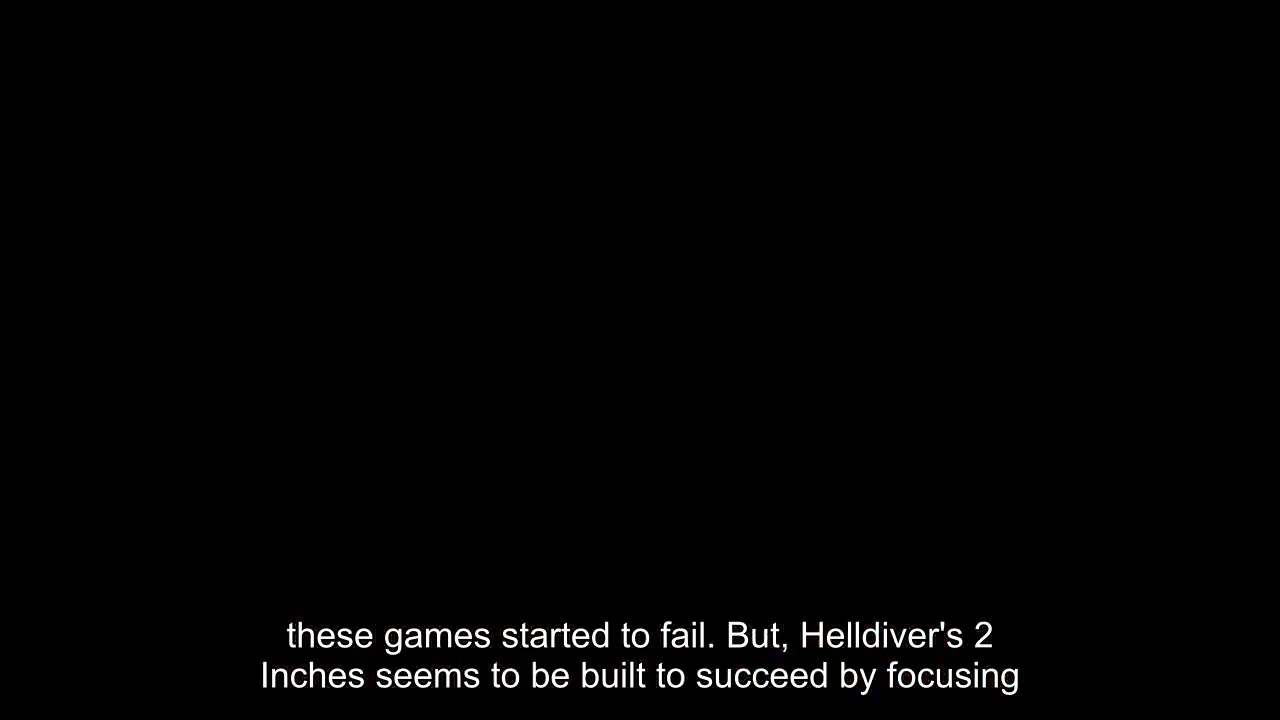 these games started to fail. But, Helldiver's 2
Inches seems to be built to succeed by focusing